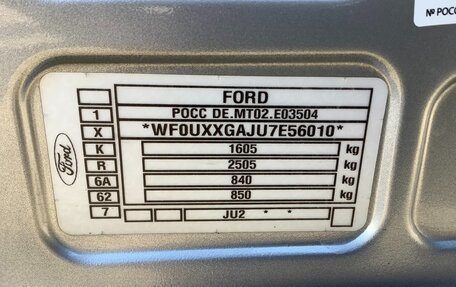 № РОСС
FORD
1 РОСС DE.MT02.E03504
X *WF0UXXGAJU7E56010*
K 1605 kg
R 2505 kg
6A 840 kg
62 850 kg
7 JU2 * *
Ford